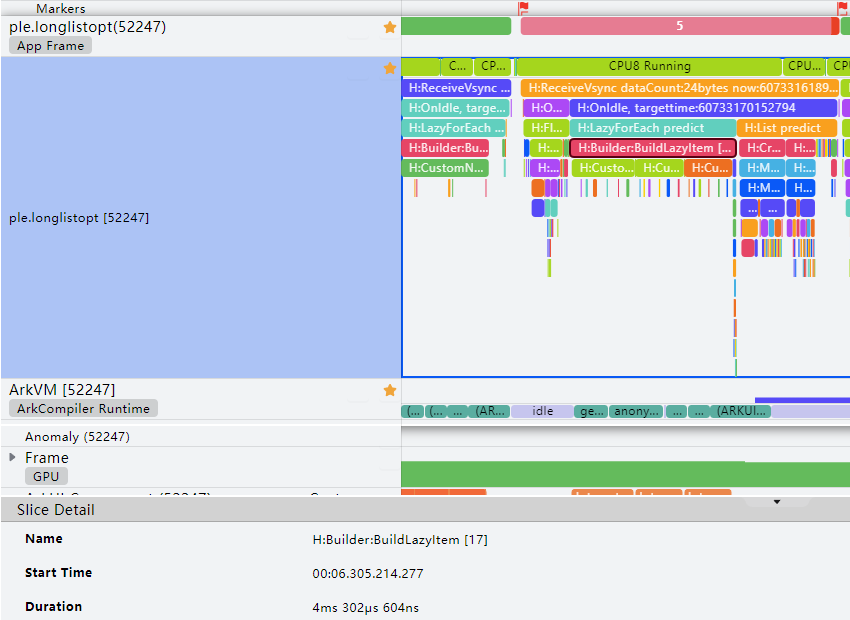 Markers
ple.longlistopt(52247)
App Frame
5
ple.longlistopt [52247]
C... CP... CPU8 Running CPU...
H:ReceiveVsync ... H:ReceiveVsync dataCount:24bytes now:6073316189...
H:OnIdle, targe... H:O... H:OnIdle, targettime:60733170152794
H:LazyForEach ... H:Fl... H:LazyForEach predict H:List predict
H:Builder:Bu... H:... H:Builder:BuildLazyItem [... H:Cr... H:...
H:CustomN... H:... H:Custo... H:Cu... H:Cu... H:M... H:...
H:M... H:...
... ...
ArkVM [52247]
ArkCompiler Runtime
(... (... ... (AR... idle ge... anony... ... ... (ARKUI...
Anomaly (52247)
Frame
GPU
Slice Detail
Name H:Builder:BuildLazyItem [17]
Start Time 00:06.305.214.277
Duration 4ms 302μs 604ns